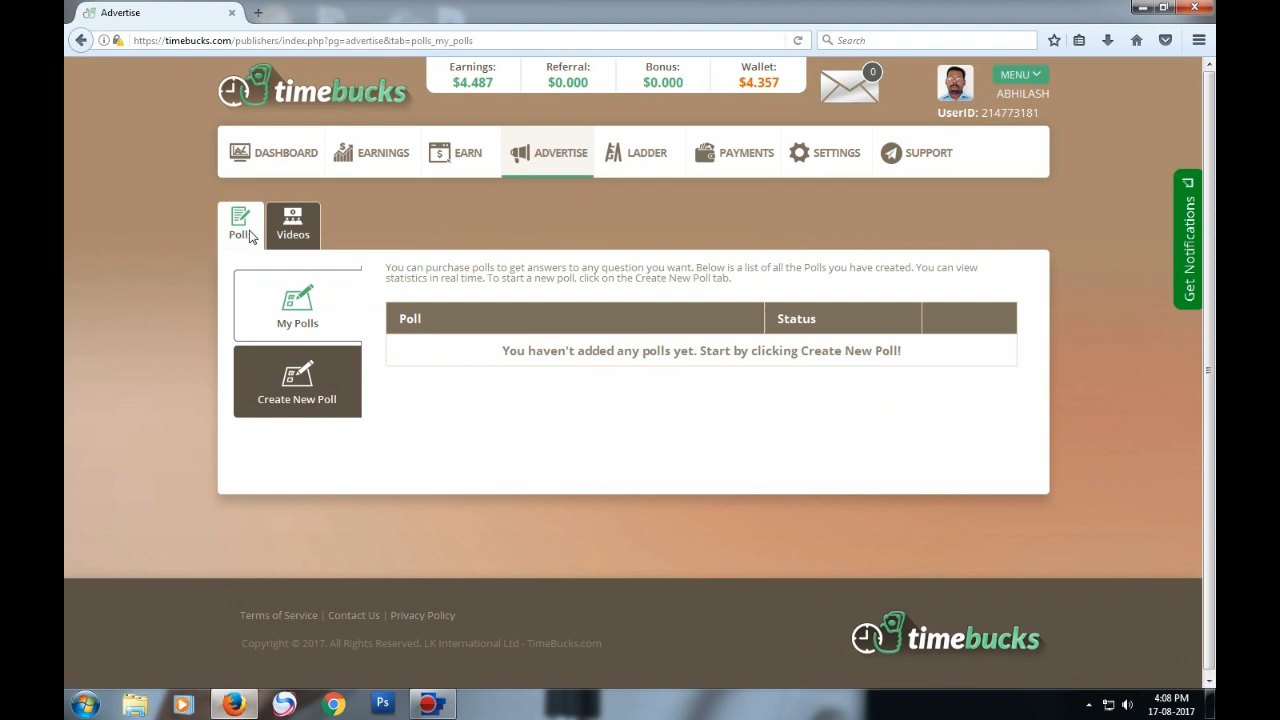 Advertise
https://timebucks.com/publishers/index.php?pg=advertise&tab=polls_my_polls
Search
timebucks
Earnings: Referral: Bonus: Wallet:
$4.487 $0.000 $0.000 $4.357
0
MENU
ABHILASH
UserID: 214773181
DASHBOARD EARNINGS EARN ADVERTISE LADDER PAYMENTS SETTINGS SUPPORT
Get Notifications
Videos
You can purchase polls to get answers to any question you want. Below is a list of all the Polls you have created. You can view
statistics in real time. To start a new poll, click on the Create New Poll tab.
My Polls
Poll Status
You haven't added any polls yet. Start by clicking Create New Poll!
Create New Poll
Terms of Service | Contact Us | Privacy Policy
Copyright © 2017. All Rights Reserved. LK International Ltd - TimeBucks.com
timebucks
Ps
4:08 PM
17-08-2017